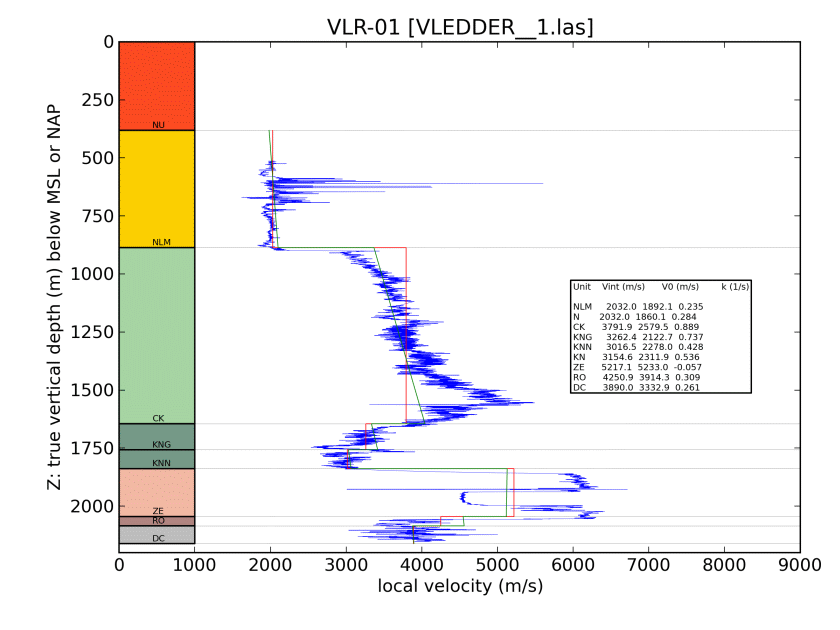 VLR-01 [VLEDDER__1.las]
Z: true vertical depth (m) below MSL or NAP
0
250
500
750
1000
1250
1500
1750
2000
NU
NLM
CK
KNG
KNN
ZE
RO
DC
Unit Vint (m/s) V0 (m/s) k (1/s)
NLM 2032.0 1892.1 0.235
N 2032.0 1860.1 0.284
CK 3791.9 2579.5 0.889
KNG 3262.4 2122.7 0.737
KNN 3016.5 2278.0 0.428
KN 3154.6 2311.9 0.536
ZE 5217.1 5233.0 -0.057
RO 4250.9 3914.3 0.309
DC 3890.0 3332.9 0.261
0 1000 2000 3000 4000 5000 6000 7000 8000 9000
local velocity (m/s)